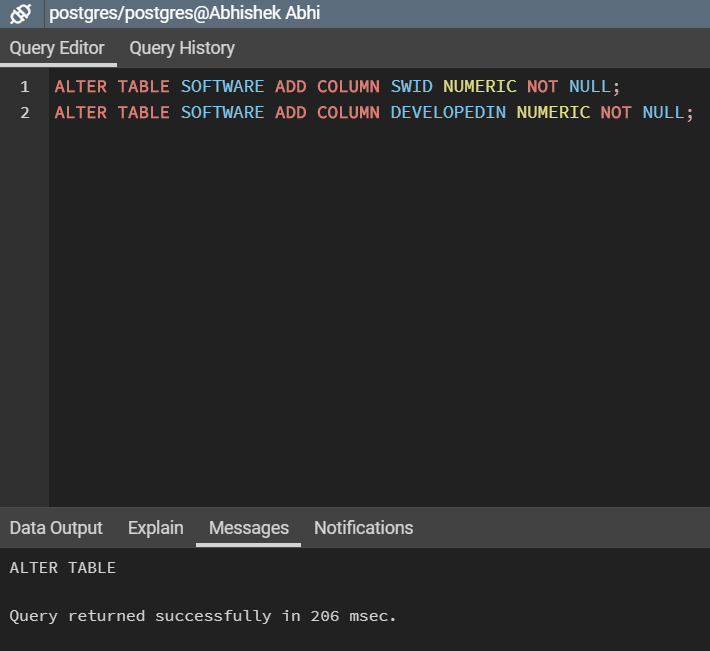 postgres/postgres@Abhishek Abhi
Query Editor Query History
1 ALTER TABLE SOFTWARE ADD COLUMN SWID NUMERIC NOT NULL;
2 ALTER TABLE SOFTWARE ADD COLUMN DEVELOPEDIN NUMERIC NOT NULL;
Data Output Explain Messages Notifications
ALTER TABLE
Query returned successfully in 206 msec.